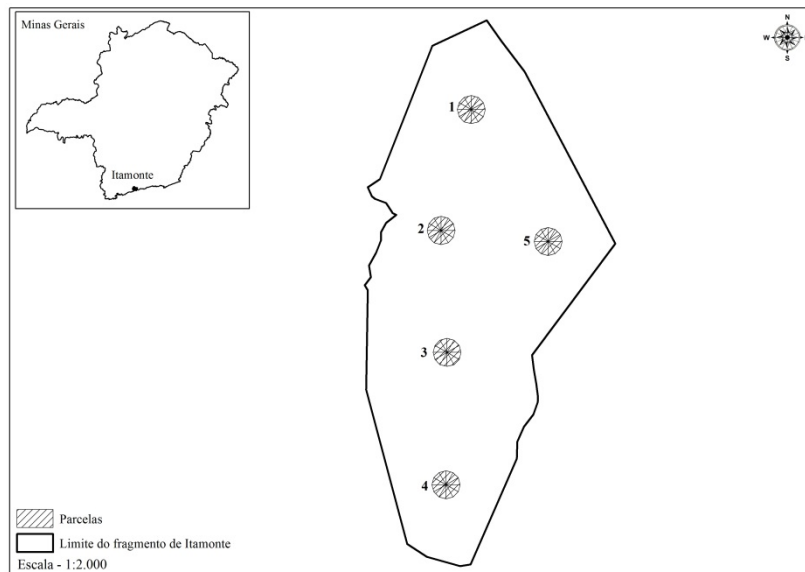 Minas Gerais
Itamonte
N
W
E
S
1
2
5
3
4
Parcelas
Limite do fragmento de Itamonte
Escala - 1:2.000